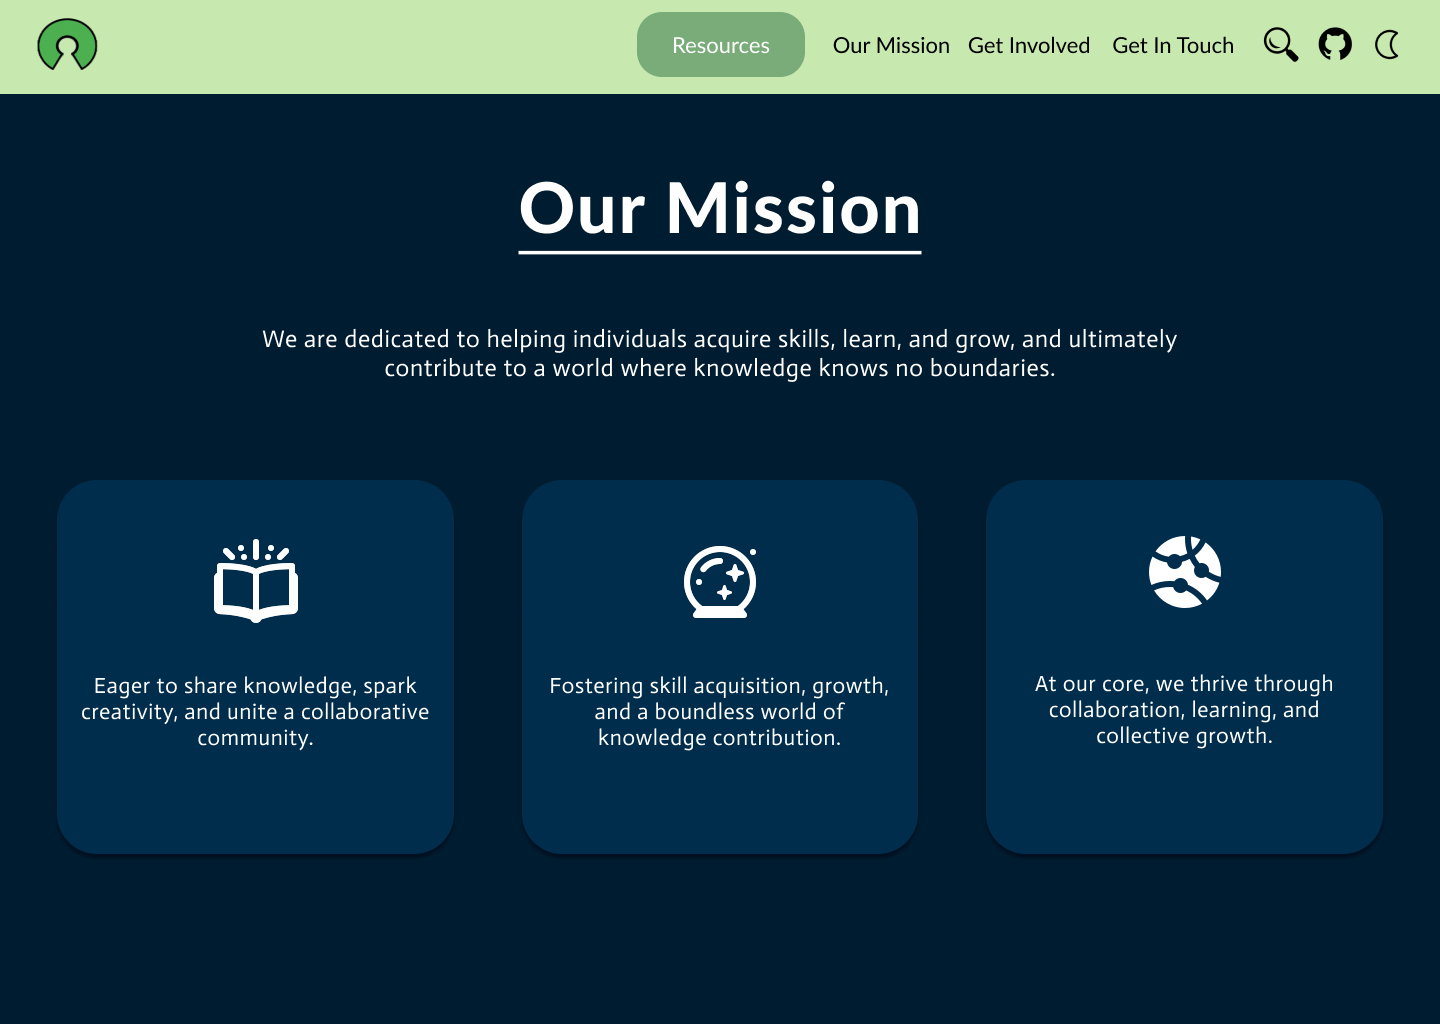 Resources Our Mission Get Involved Get In Touch
Our Mission
We are dedicated to helping individuals acquire skills, learn, and grow, and ultimately
contribute to a world where knowledge knows no boundaries.
Eager to share knowledge, spark
creativity, and unite a collaborative
community.
Fostering skill acquisition, growth,
and a boundless world of
knowledge contribution.
At our core, we thrive through
collaboration, learning, and
collective growth.